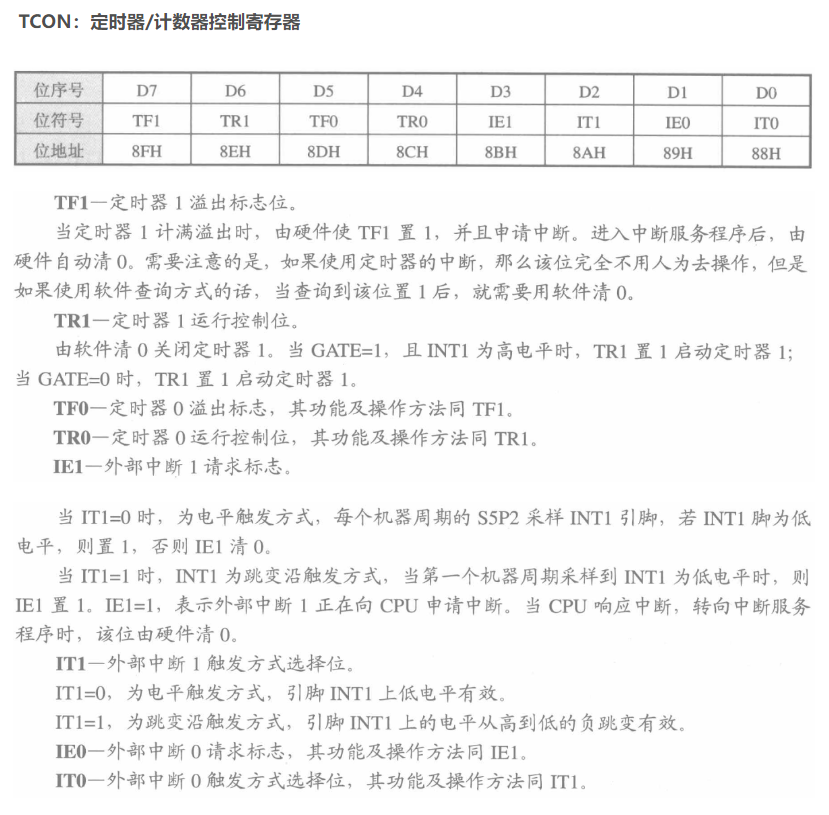 TCON：定时器/计数器控制寄存器
位序号 D7 D6 D5 D4 D3 D2 D1 D0
位符号 TF1 TR1 TF0 TR0 IE1 IT1 IE0 IT0
位地址 8FH 8EH 8DH 8CH 8BH 8AH 89H 88H
TF1—定时器 1 溢出标志位。
当定时器 1 计满溢出时，由硬件使 TF1 置 1，并且申请中断。进入中断服务程序后，由
硬件自动清 0。需要注意的是，如果使用定时器的中断，那么该位完全不用人为去操作，但是
如果使用软件查询方式的话，当查询到该位置 1 后，就需要用软件清 0。
TR1—定时器 1 运行控制位。
由软件清 0 关闭定时器 1。当 GATE=1，且 INT1 为高电平时，TR1 置 1 启动定时器 1；
当 GATE=0 时，TR1 置 1 启动定时器 1。
TF0—定时器 0 溢出标志，其功能及操作方法同 TF1。
TR0—定时器 0 运行控制位，其功能及操作方法同 TR1。
IE1—外部中断 1 请求标志。
当 IT1=0 时，为电平触发方式，每个机器周期的 S5P2 采样 INT1 引脚，若 INT1 脚为低
电平，则置 1，否则 IE1 清 0。
当 IT1=1 时，INT1 为跳变沿触发方式，当第一个机器周期采样到 INT1 为低电平时，则
IE1 置 1。IE1=1，表示外部中断 1 正在向 CPU 申请中断。当 CPU 响应中断，转向中断服务
程序时，该位由硬件清 0。
IT1—外部中断 1 触发方式选择位。
IT1=0，为电平触发方式，引脚 INT1 上低电平有效。
IT1=1，为跳变沿触发方式，引脚 INT1 上的电平从高到低的负跳变有效。
IE0—外部中断 0 请求标志，其功能及操作方法同 IE1。
IT0—外部中断 0 触发方式选择位，其功能及操作方法同 IT1。